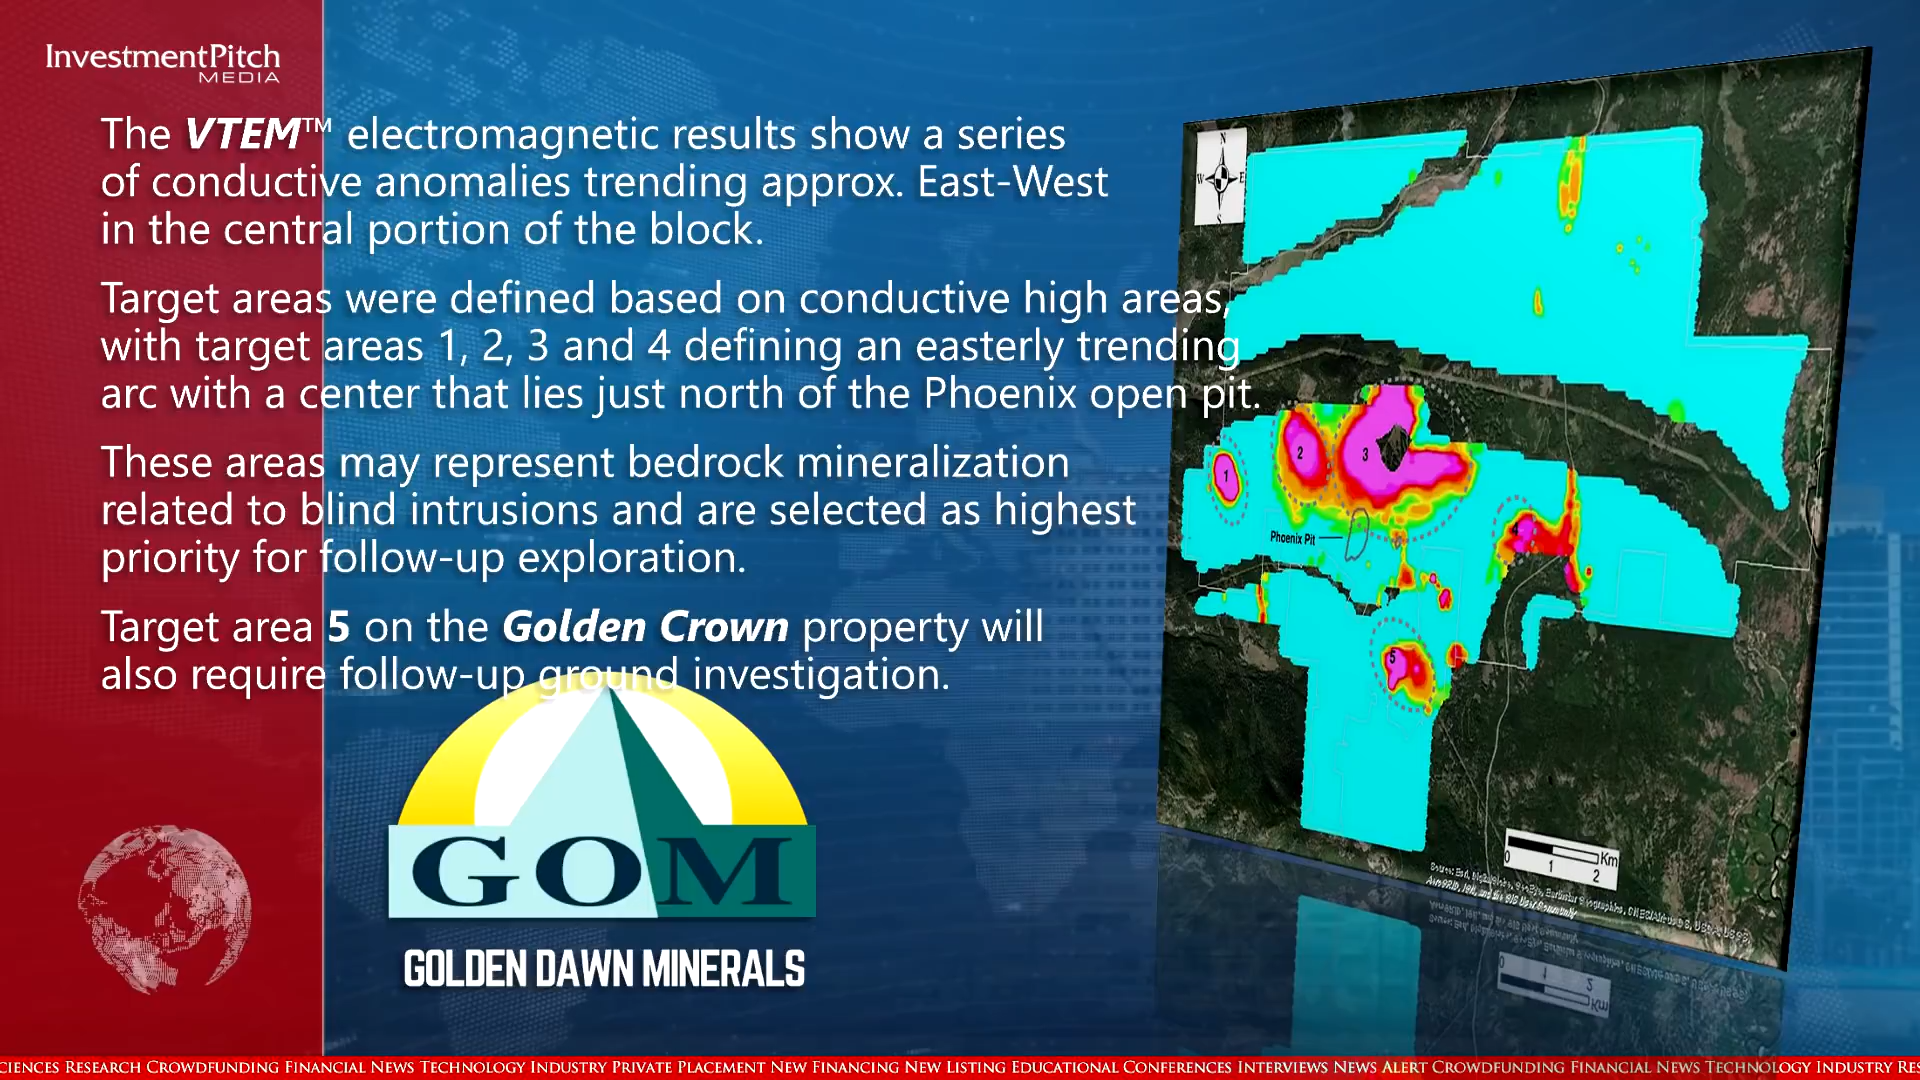 InvestmentPitch
MEDIA
The VTEM™ electromagnetic results show a series
of conductive anomalies trending approx. East-West
in the central portion of the block.
Target areas were defined based on conductive high areas,
with target areas 1, 2, 3 and 4 defining an easterly trending
arc with a center that lies just north of the Phoenix open pit.
These areas may represent bedrock mineralization
related to blind intrusions and are selected as highest
priority for follow-up exploration.
Target area 5 on the Golden Crown property will
also require follow-up ground investigation.
GOM
GOLDEN DAWN MINERALS
N
W E
S
1
2
3
4
Phoenix Pit
5
Km
0 1 2
CIENCES RESEARCH CROWDFUNDING FINANCIAL NEWS TECHNOLOGY INDUSTRY PRIVATE PLACEMENT NEW FINANCING NEW LISTING EDUCATIONAL CONFERENCES INTERVIEWS NEWS ALERT CROWDFUNDING FINANCIAL NEWS TECHNOLOGY INDUSTRY RES